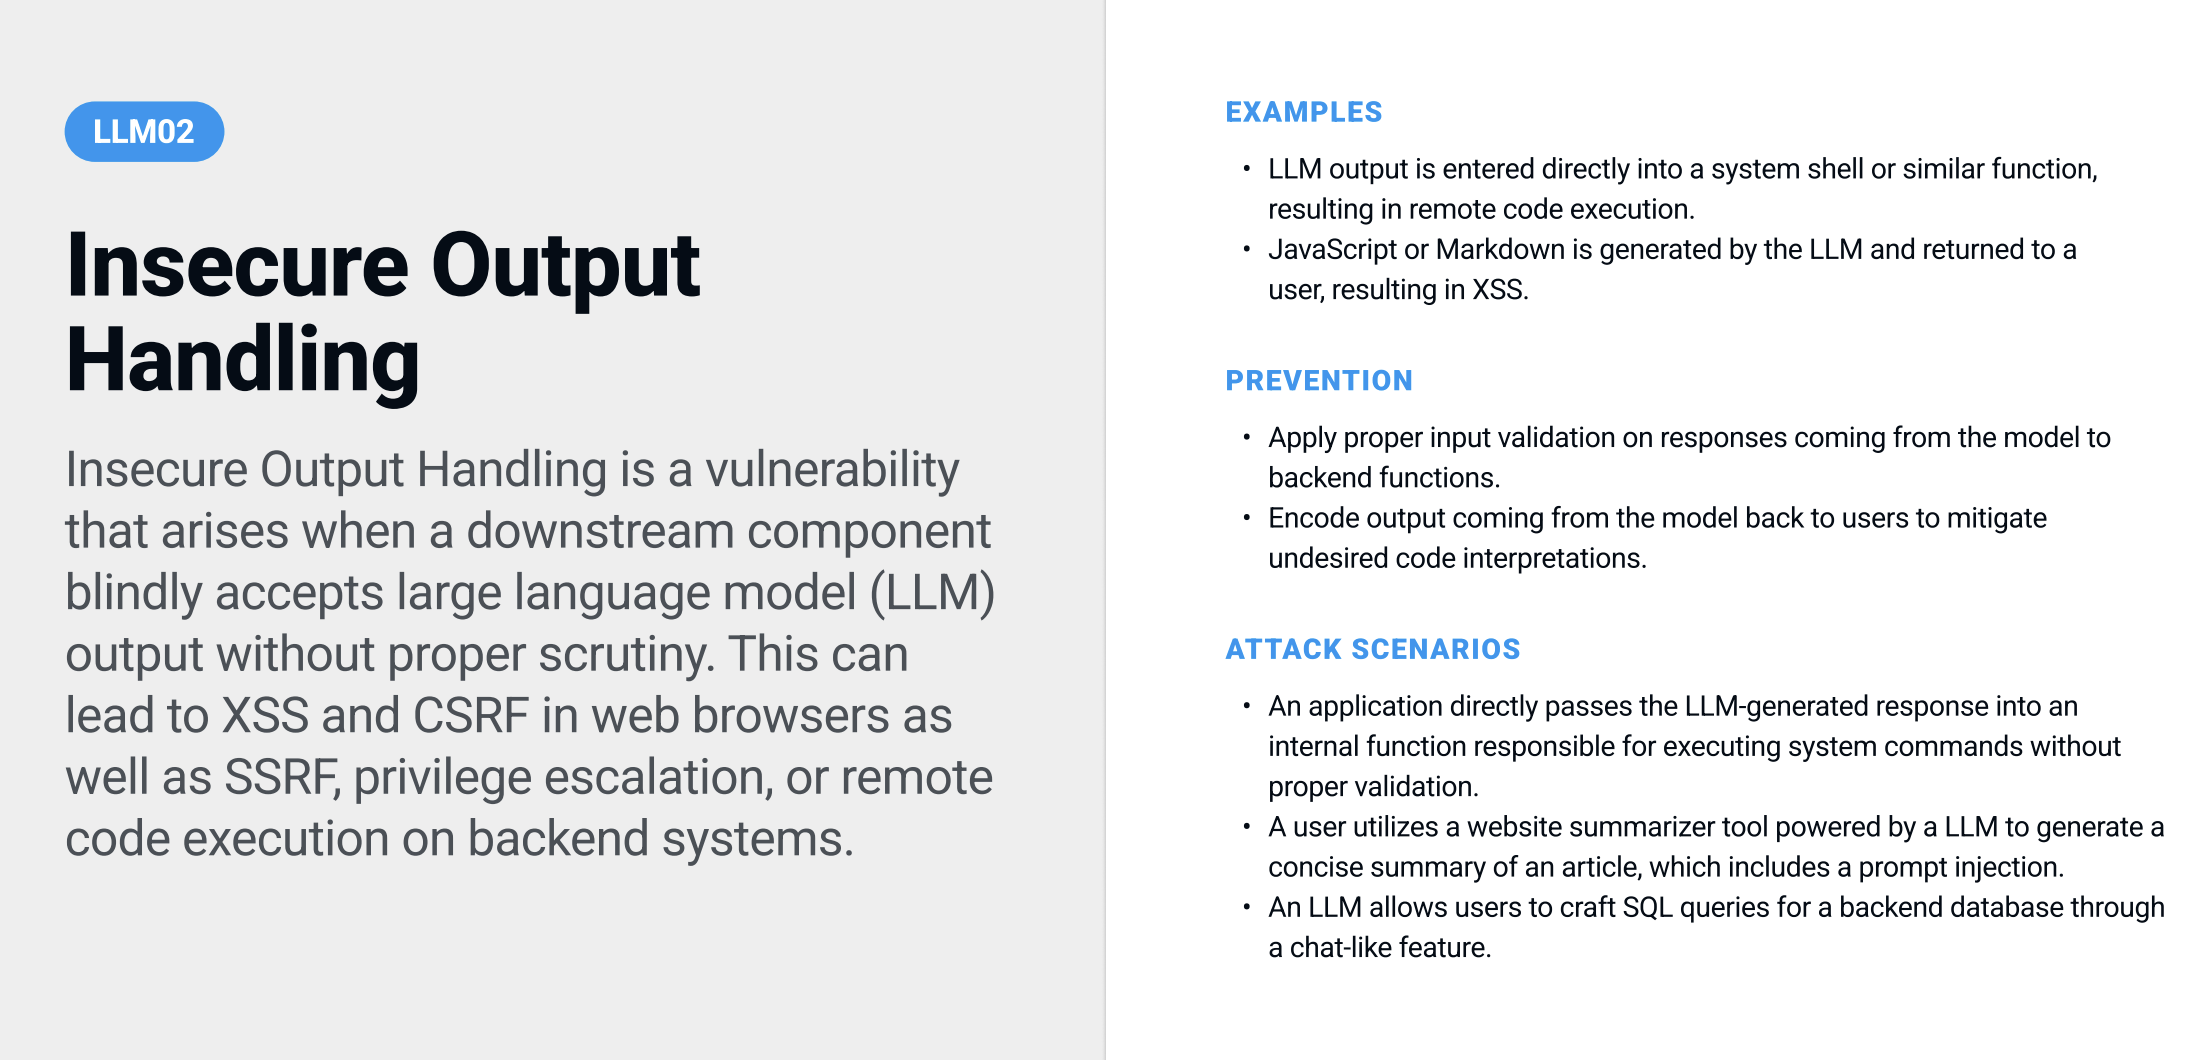 LLM02
Insecure Output
Handling
Insecure Output Handling is a vulnerability
that arises when a downstream component
blindly accepts large language model (LLM)
output without proper scrutiny. This can
lead to XSS and CSRF in web browsers as
well as SSRF, privilege escalation, or remote
code execution on backend systems.
EXAMPLES
• LLM output is entered directly into a system shell or similar function,
resulting in remote code execution.
• JavaScript or Markdown is generated by the LLM and returned to a
user, resulting in XSS.
PREVENTION
• Apply proper input validation on responses coming from the model to
backend functions.
• Encode output coming from the model back to users to mitigate
undesired code interpretations.
ATTACK SCENARIOS
• An application directly passes the LLM-generated response into an
internal function responsible for executing system commands without
proper validation.
• A user utilizes a website summarizer tool powered by a LLM to generate a
concise summary of an article, which includes a prompt injection.
• An LLM allows users to craft SQL queries for a backend database through
a chat-like feature.